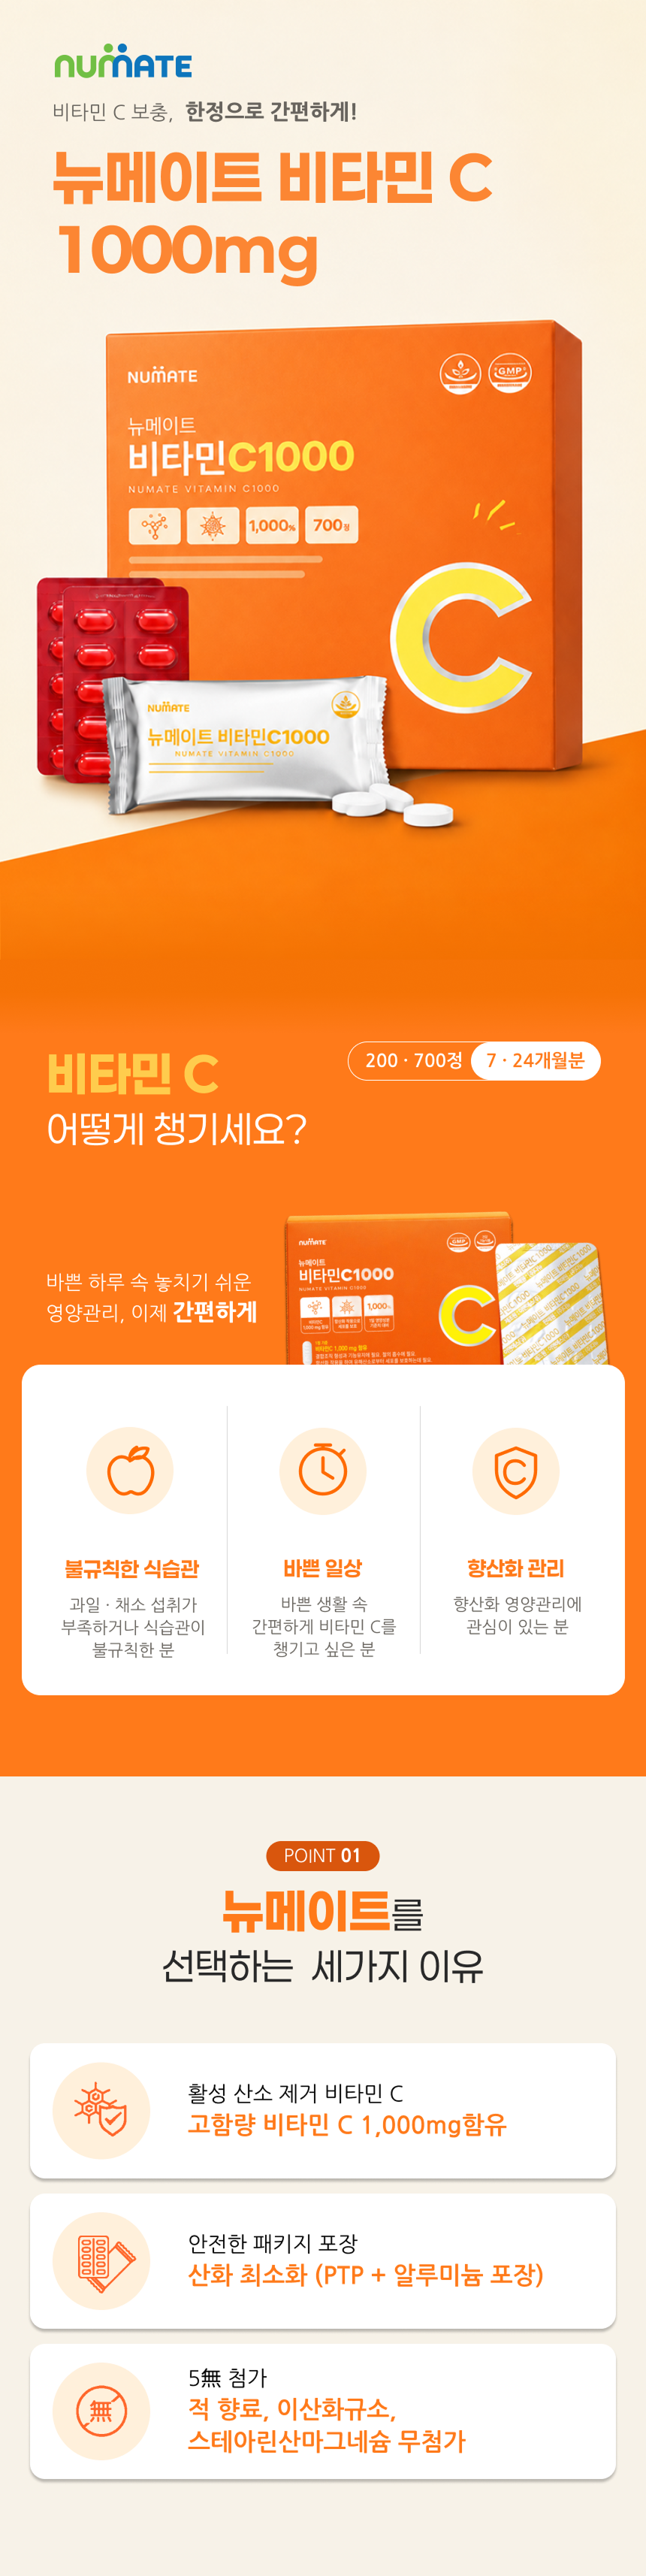 NUMATE
비타민 C 보충, 한정으로 간편하게!
뉴메이트 비타민 C
1000mg
NUMATE
GMP
뉴메이트
비타민C1000
NUMATE VITAMIN C1000
1,000%
700정
NUMATE
뉴메이트 비타민C1000
NUMATE VITAMIN C1000
비타민 C
200 · 700정
7 · 24개월분
어떻게 챙기세요?
바쁜 하루 속 놓치기 쉬운
영양관리, 이제 간편하게
NUMATE
GMP
뉴메이트
비타민C1000
NUMATE VITAMIN C1000
1,000%
C
불규칙한 식습관
바쁜 일상
향산화 관리
과일 · 채소 섭취가
부족하거나 식습관이
불규칙한 분
바쁜 생활 속
간편하게 비타민 C를
챙기고 싶은 분
향산화 영양관리에
관심이 있는 분
POINT 01
뉴메이트를
선택하는 세가지 이유
활성 산소 제거 비타민 C
고함량 비타민 C 1,000mg함유
안전한 패키지 포장
산화 최소화 (PTP + 알루미늄 포장)
無
5無 첨가
적 향료, 이산화규소,
스테아린산마그네슘 무첨가